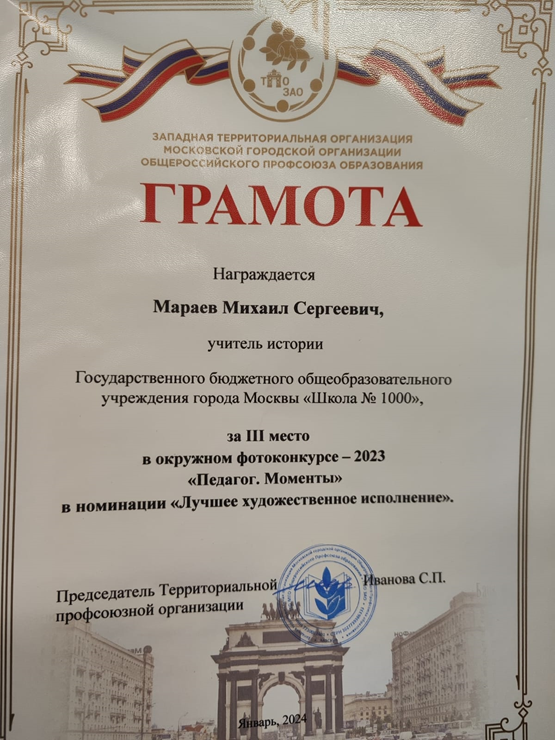 ТПО
ЗАО
ЗАПАДНАЯ ТЕРРИТОРИАЛЬНАЯ ОРГАНИЗАЦИЯ
МОСКОВСКОЙ ГОРОДСКОЙ ОРГАНИЗАЦИИ
ОБЩЕРОССИЙСКОГО ПРОФСОЮЗА ОБРАЗОВАНИЯ
ГРАМОТА
Награждается
Мараев Михаил Сергеевич,
учитель истории
Государственного бюджетного общеобразовательного
учреждения города Москвы «Школа № 1000»,
за III место
в окружном фотоконкурсе – 2023
«Педагог. Моменты»
в номинации «Лучшее художественное исполнение».
Председатель Территориальной
профсоюзной организации
Иванова С.П.
Январь, 2024